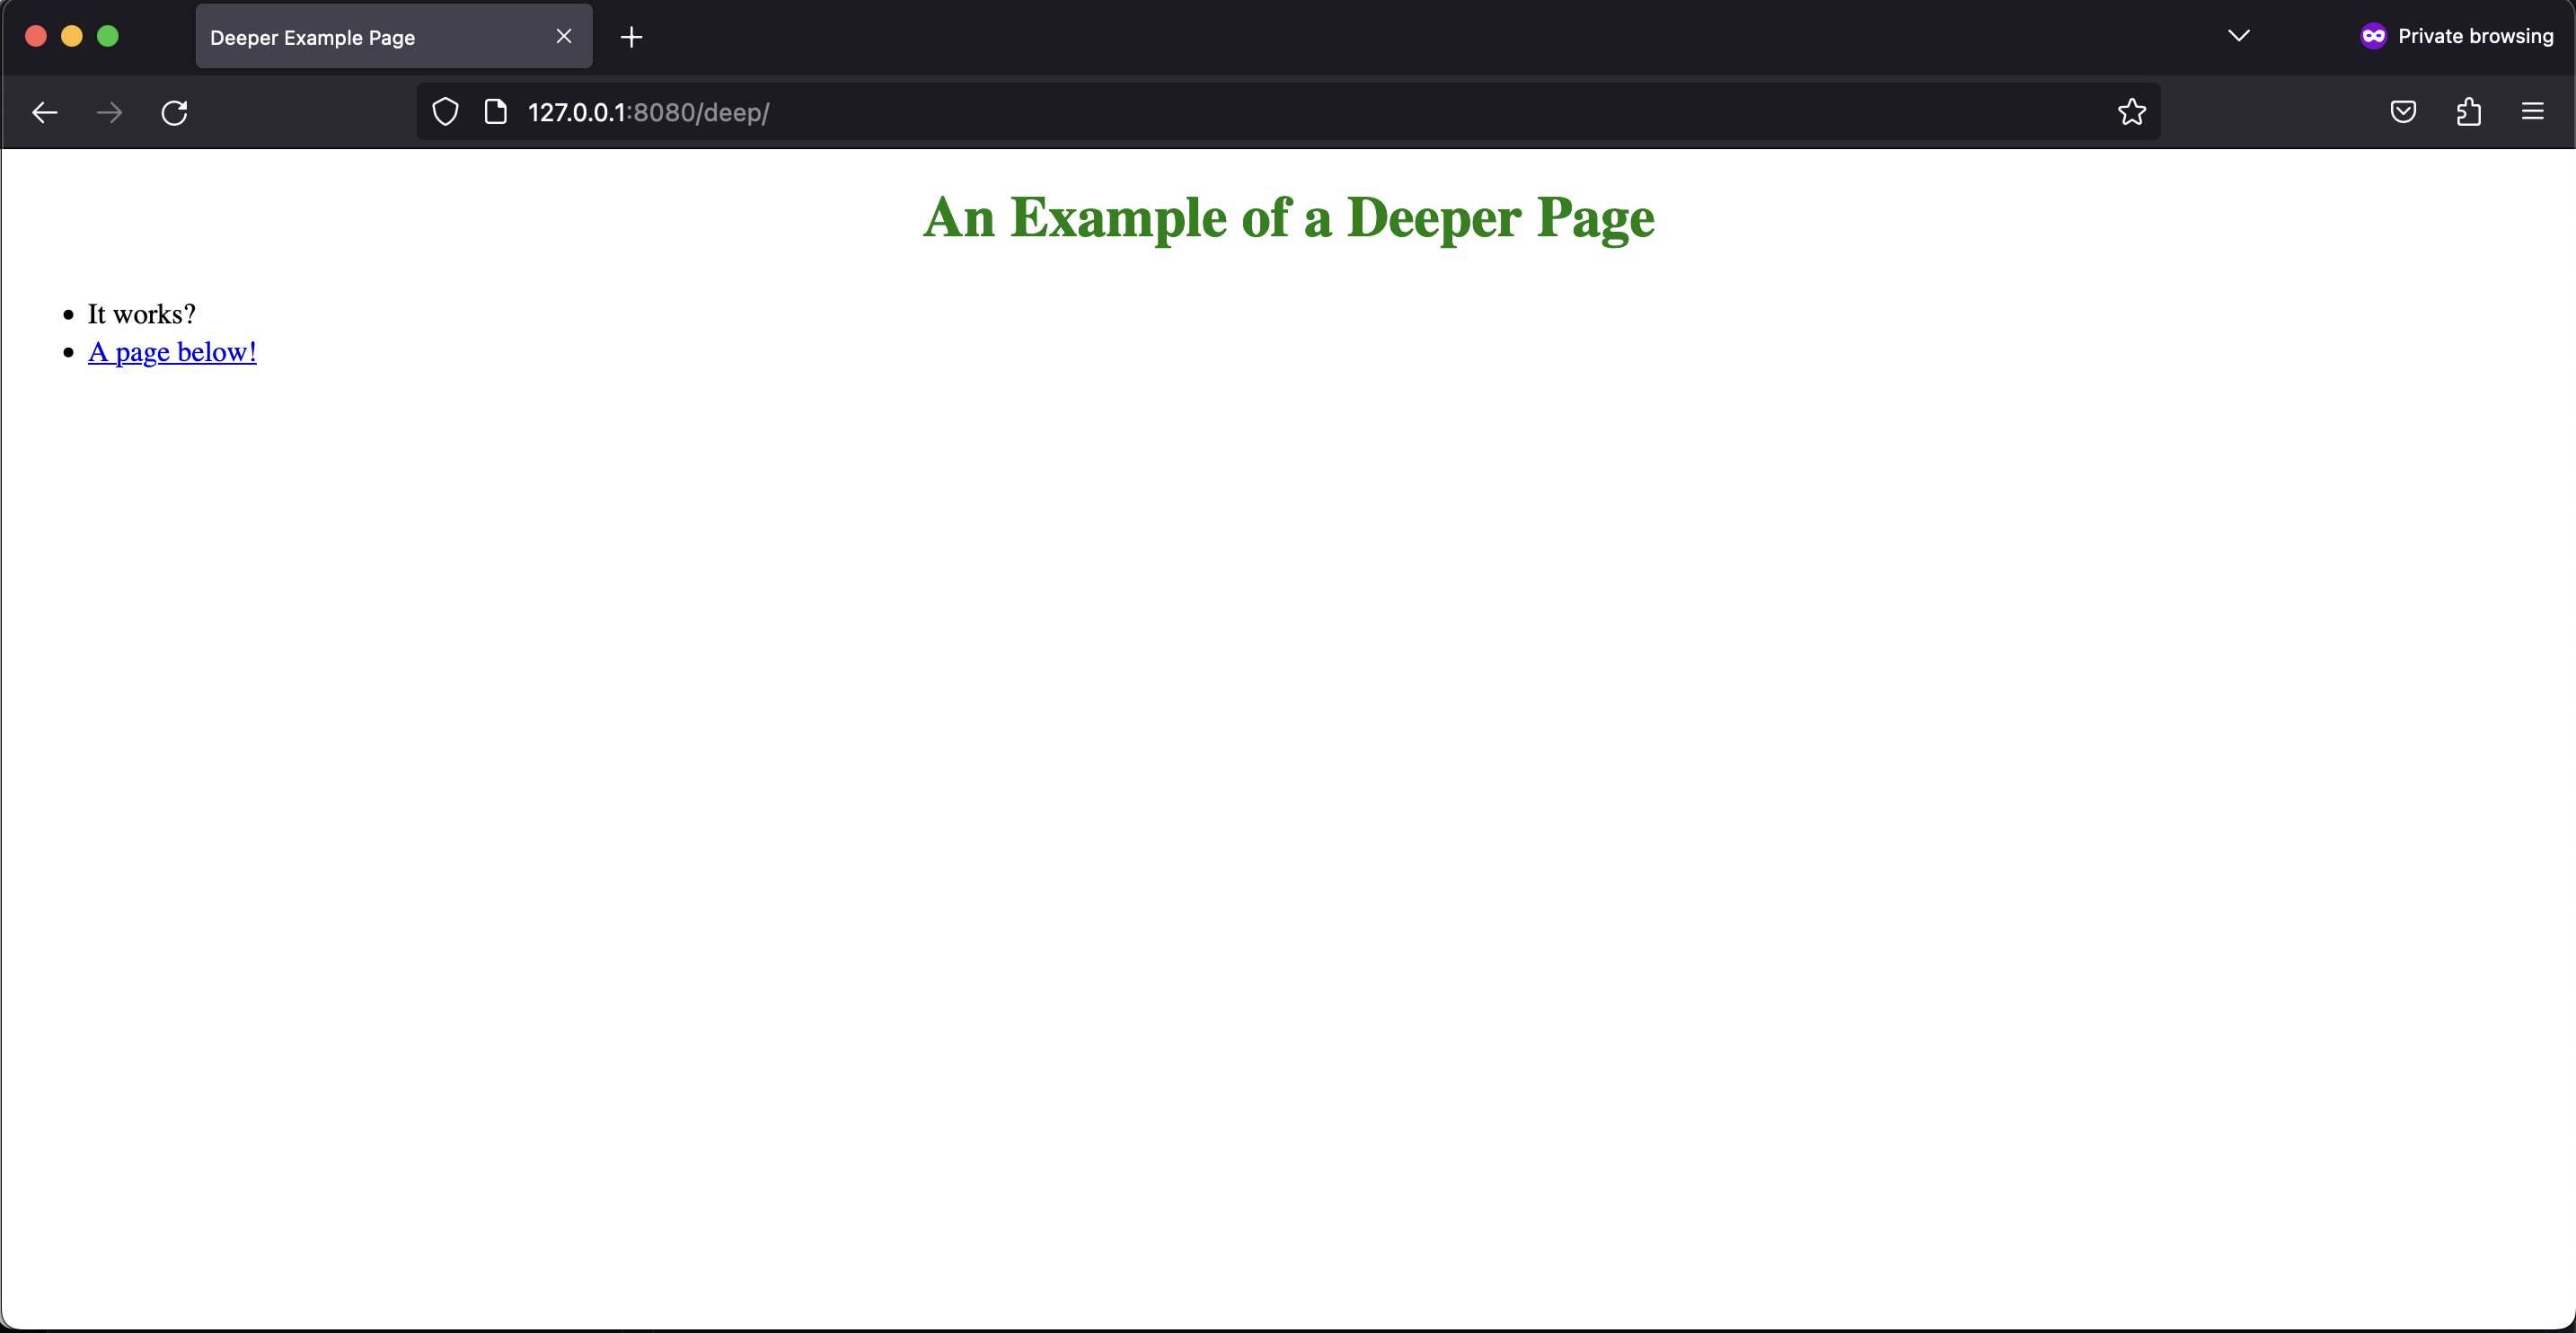 Deeper Example Page
Private browsing
127.0.0.1:8080/deep/
An Example of a Deeper Page
It works?
A page below!